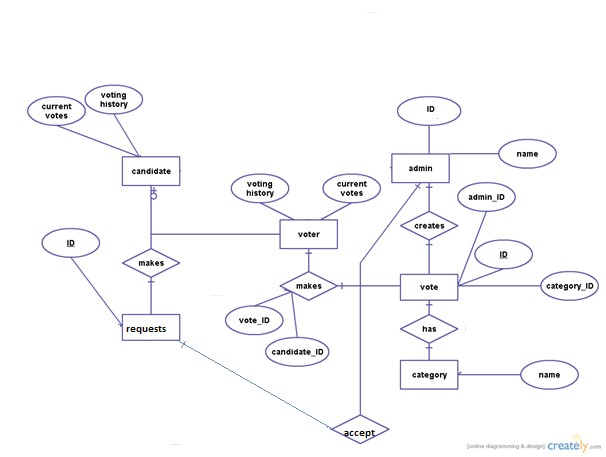 ID
voting
history
current
votes
name
candidate
admin
voting
history
current
votes
admin_ID
creates
voter
ID
ID
makes
makes
vote
category_ID
vote_ID
requests
has
candidate_ID
category
name
accept
[online diagramming & design] creately.com